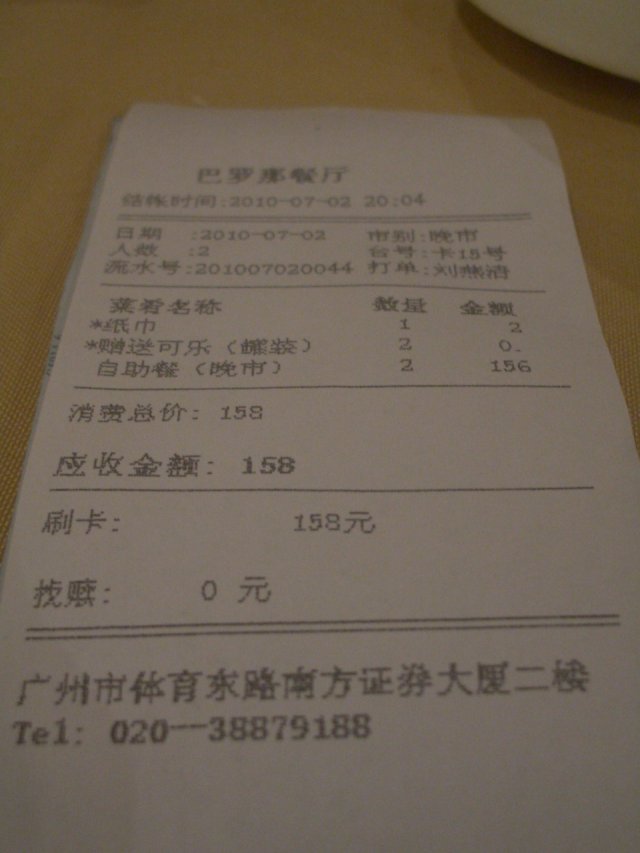 巴罗那餐厅
结帐时间:2010-07-02 20:04
日期 :2010-07-02 市别:晚市
人数 :2 台号:卡15号
流水号:201007020044 打单:刘燕清
菜肴名称 数量 金额
*纸巾 1 2
*赠送可乐(罐装) 2 0.
自助餐(晚市) 2 156
消费总价: 158
应收金额: 158
刷卡: 158元
找赎: 0 元
广州市体育东路南方证券大厦二楼
Tel: 020--38879188